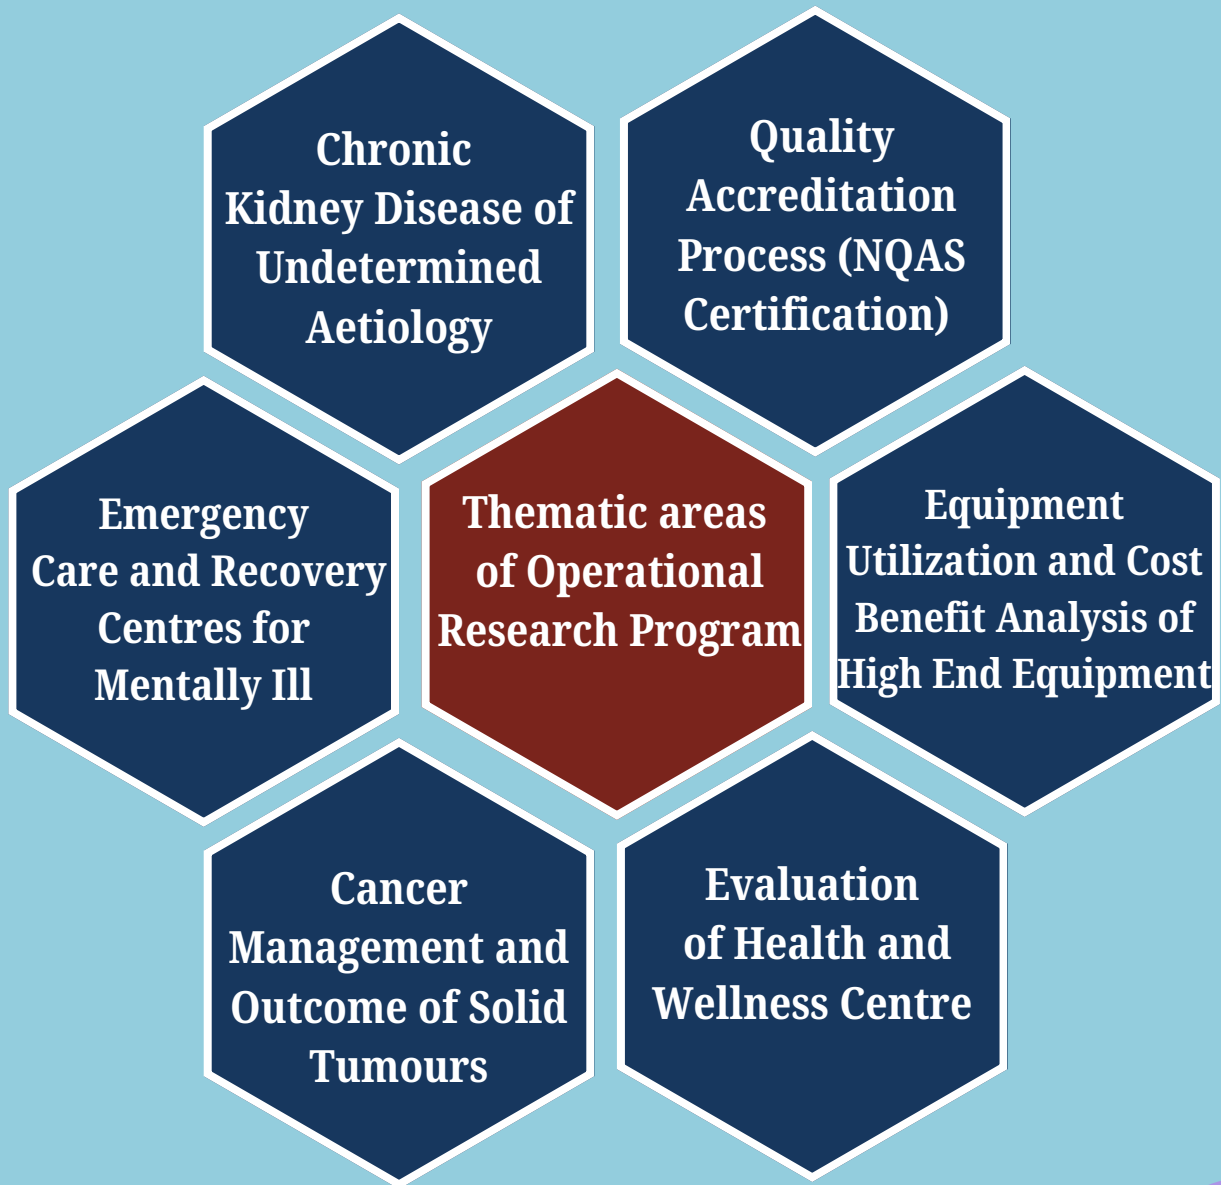 Chronic
Kidney Disease of
Undetermined
Aetiology
Quality
Accreditation
Process (NQAS
Certification)
Emergency
Care and Recovery
Centres for
Mentally Ill
Thematic areas
of Operational
Research Program
Equipment
Utilization and Cost
Benefit Analysis of
High End Equipment
Cancer
Management and
Outcome of Solid
Tumours
Evaluation
of Health and
Wellness Centre